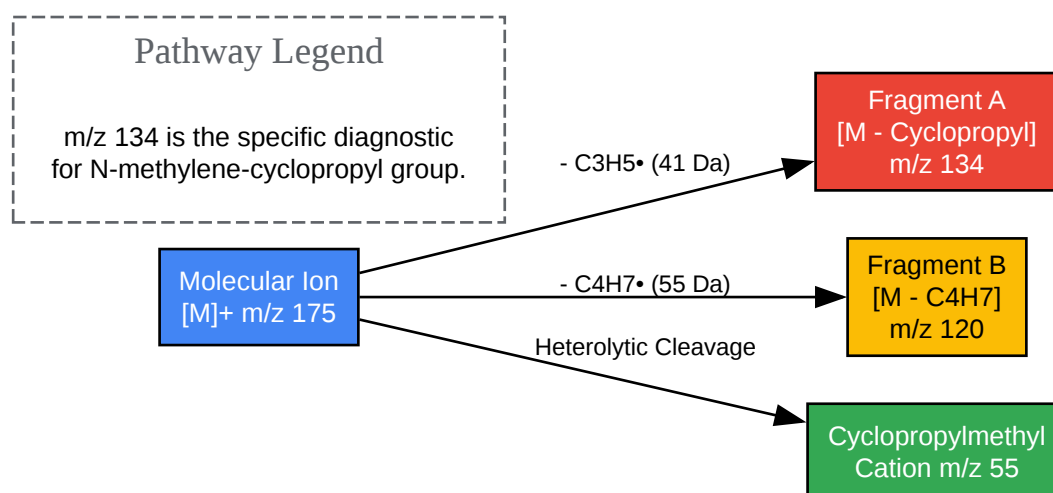 Pathway Legend
m/z 134 is the specific diagnostic
for N-methylene-cyclopropyl group.
Molecular Ion
[M]+ m/z 175
- C3H5• (41 Da)
- C4H7• (55 Da)
Heterolytic Cleavage
Fragment A
[M - Cyclopropyl]
m/z 134
Fragment B
[M - C4H7]
m/z 120
Cyclopropylmethyl
Cation m/z 55